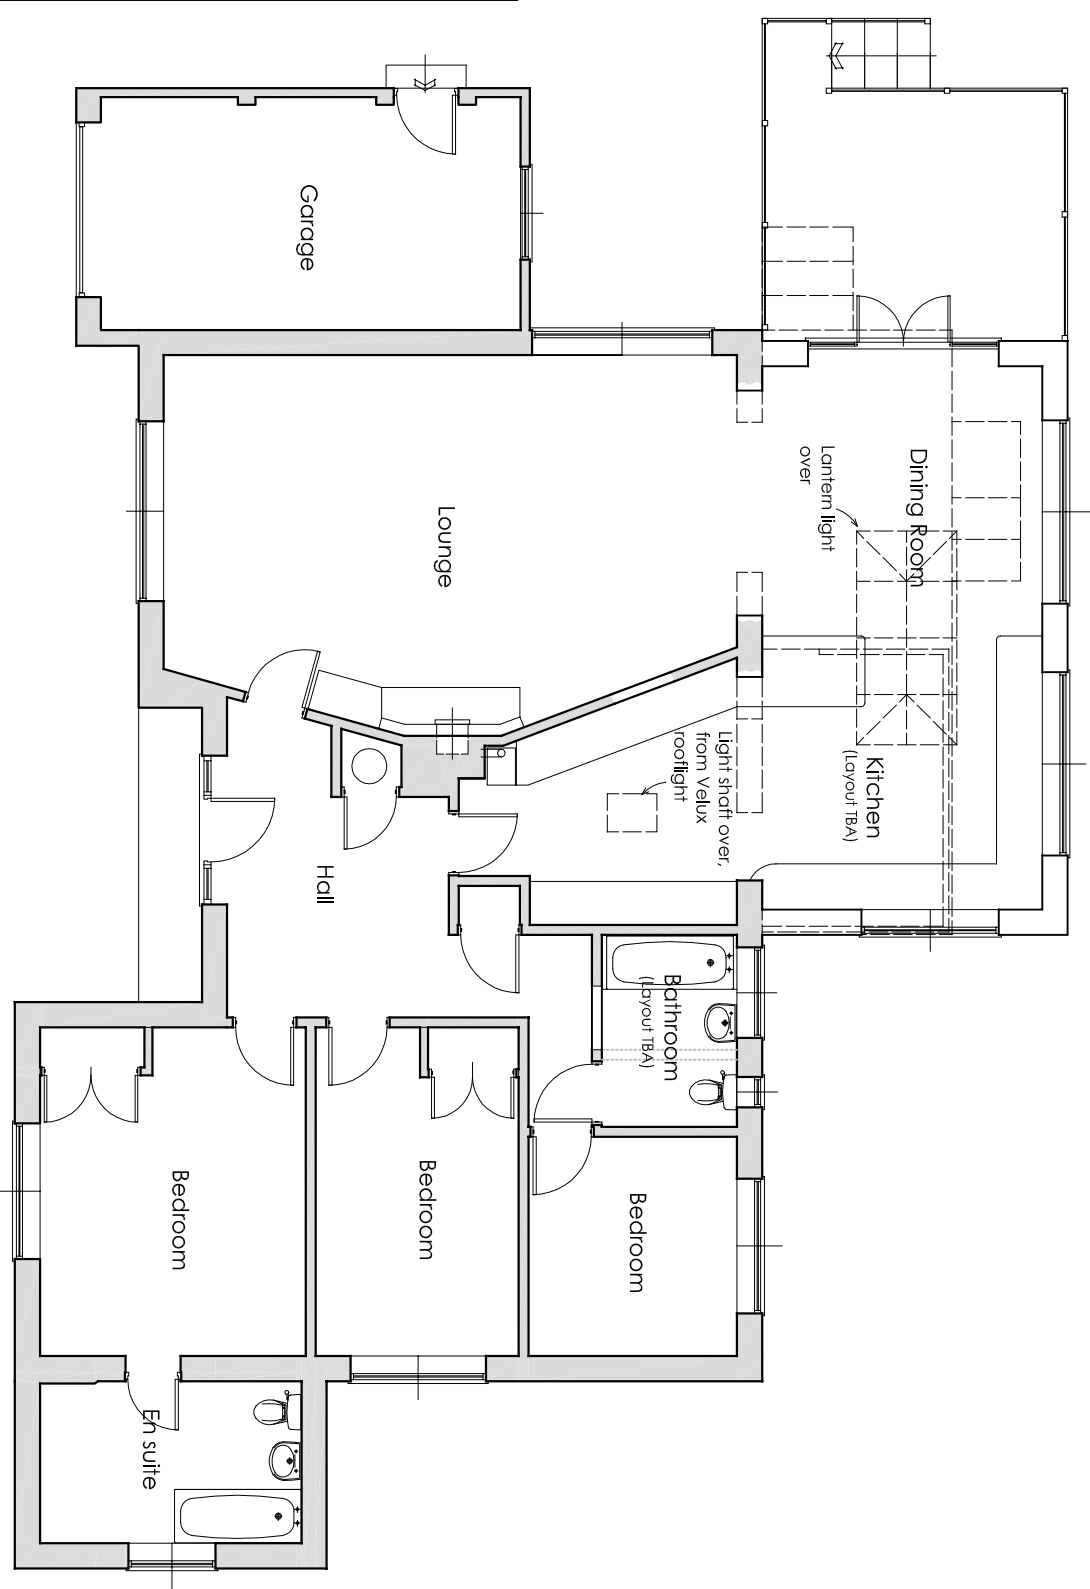 Garage
Dining Room
Lantern light
over
Lounge
Kitchen
(Layout TBA)
Light shaft over,
from Velux
rooflight
Hall
Bathroom
(Layout TBA)
Bedroom
Bedroom
Bedroom
En suite